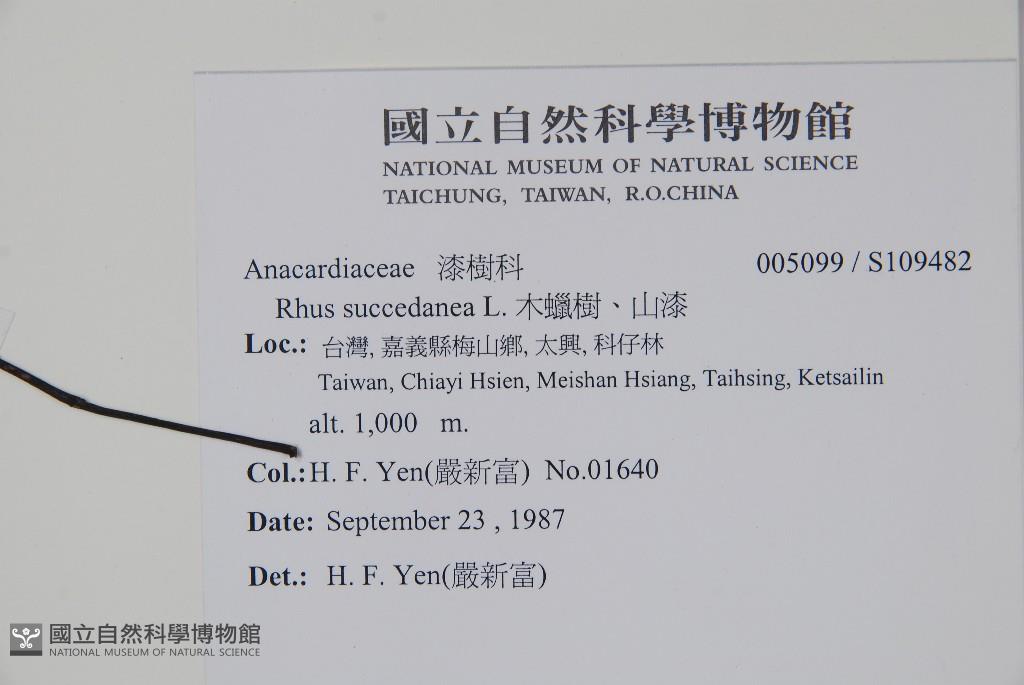 國立自然科學博物館
NATIONAL MUSEUM OF NATURAL SCIENCE
TAICHUNG, TAIWAN, R.O.CHINA
Anacardiaceae 漆樹科 005099 / S109482
Rhus succedanea L. 木蠟樹、山漆
Loc.: 台灣, 嘉義縣梅山鄉, 太興, 科仔林
Taiwan, Chiayi Hsien, Meishan Hsiang, Taihsing, Ketsailin
alt. 1,000 m.
Col.:H. F. Yen(嚴新富) No.01640
Date: September 23 , 1987
Det.: H. F. Yen(嚴新富)
國立自然科學博物館
NATIONAL MUSEUM OF NATURAL SCIENCE